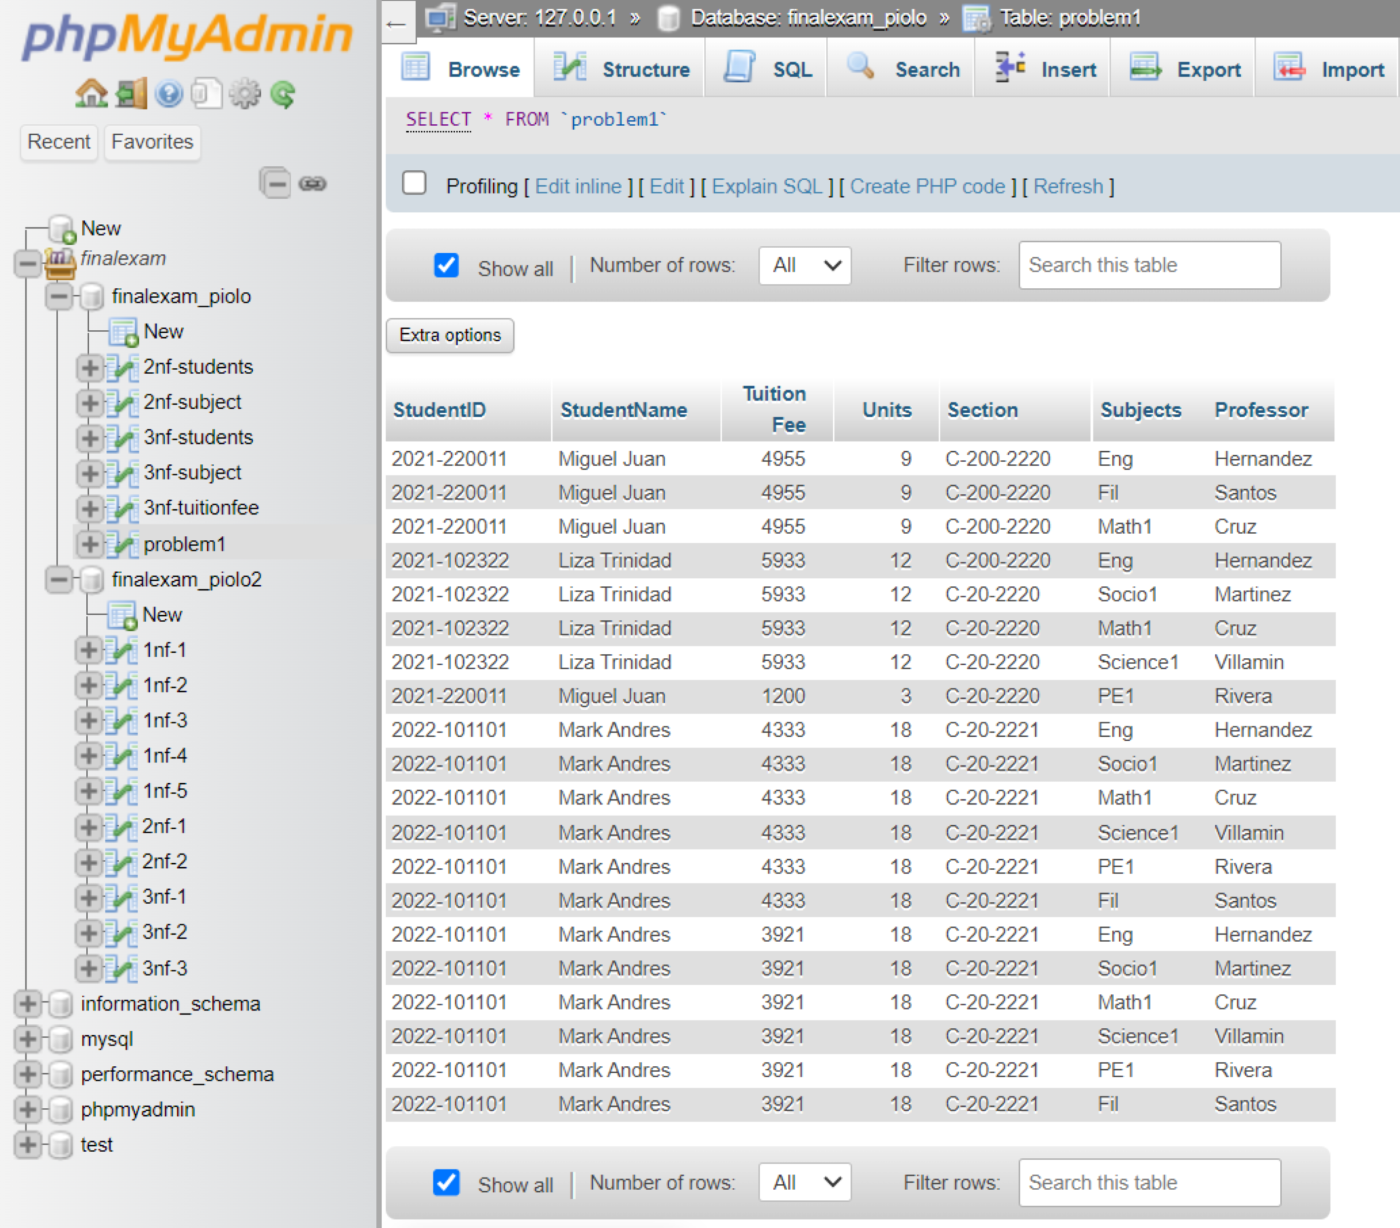 phpMyAdmin
Recent Favorites
New
finalexam
finalexam_piolo
New
2nf-students
2nf-subject
3nf-students
3nf-subject
3nf-tuitionfee
problem1
finalexam_piolo2
New
1nf-1
1nf-2
1nf-3
1nf-4
1nf-5
2nf-1
2nf-2
3nf-1
3nf-2
3nf-3
information_schema
mysql
performance_schema
phpmyadmin
test
← Server: 127.0.0.1 » Database: finalexam_piolo » Table: problem1
Browse Structure SQL Search Insert Export Import
SELECT * FROM `problem1`
Profiling [ Edit inline ] [ Edit ] [ Explain SQL ] [ Create PHP code ] [ Refresh ]
Show all | Number of rows: All Filter rows: Search this table
Extra options
StudentID StudentName Tuition Fee Units Section Subjects Professor
2021-220011 Miguel Juan 4955 9 C-200-2220 Eng Hernandez
2021-220011 Miguel Juan 4955 9 C-200-2220 Fil Santos
2021-220011 Miguel Juan 4955 9 C-200-2220 Math1 Cruz
2021-102322 Liza Trinidad 5933 12 C-200-2220 Eng Hernandez
2021-102322 Liza Trinidad 5933 12 C-20-2220 Socio1 Martinez
2021-102322 Liza Trinidad 5933 12 C-20-2220 Math1 Cruz
2021-102322 Liza Trinidad 5933 12 C-20-2220 Science1 Villamin
2021-220011 Miguel Juan 1200 3 C-20-2220 PE1 Rivera
2022-101101 Mark Andres 4333 18 C-20-2221 Eng Hernandez
2022-101101 Mark Andres 4333 18 C-20-2221 Socio1 Martinez
2022-101101 Mark Andres 4333 18 C-20-2221 Math1 Cruz
2022-101101 Mark Andres 4333 18 C-20-2221 Science1 Villamin
2022-101101 Mark Andres 4333 18 C-20-2221 PE1 Rivera
2022-101101 Mark Andres 4333 18 C-20-2221 Fil Santos
2022-101101 Mark Andres 3921 18 C-20-2221 Eng Hernandez
2022-101101 Mark Andres 3921 18 C-20-2221 Socio1 Martinez
2022-101101 Mark Andres 3921 18 C-20-2221 Math1 Cruz
2022-101101 Mark Andres 3921 18 C-20-2221 Science1 Villamin
2022-101101 Mark Andres 3921 18 C-20-2221 PE1 Rivera
2022-101101 Mark Andres 3921 18 C-20-2221 Fil Santos
Show all | Number of rows: All Filter rows: Search this table